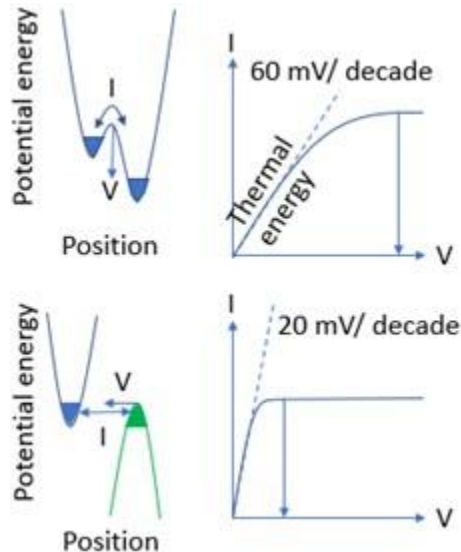 Potential energy
I
V
Position
I
60 mV/ decade
Thermal
energy
V
Potential energy
V
I
Position
I
20 mV/ decade
V